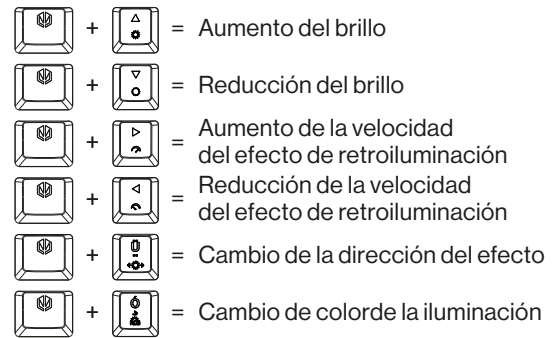 + = Aumento del brillo
+ = Reducción del brillo
+ = Aumento de la velocidad
del efecto de retroiluminación
+ = Reducción de la velocidad
del efecto de retroiluminación
+ = Cambio de la dirección del efecto
+ = Cambio de colorde la iluminación